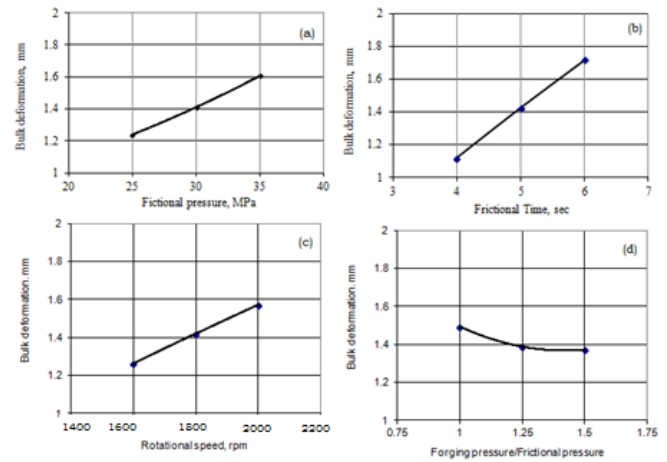 (a)
Bulk deformation, mm
2
1.8
1.6
1.4
1.2
1
20 25 30 35 40
Fictional pressure, MPa
(b)
Bulk deformation, mm
2
1.8
1.6
1.4
1.2
1
3 4 5 6 7
Frictional Time, sec
(c)
Bulk deformation. mm
2
1.8
1.6
1.4
1.2
1
1400 1600 1800 2000 2200
Rotational speed, rpm
(d)
Bulk deformation. mm
2
1.8
1.6
1.4
1.2
1
0.75 1 1.25 1.5 1.75
Forging pressure/Frictional pressure